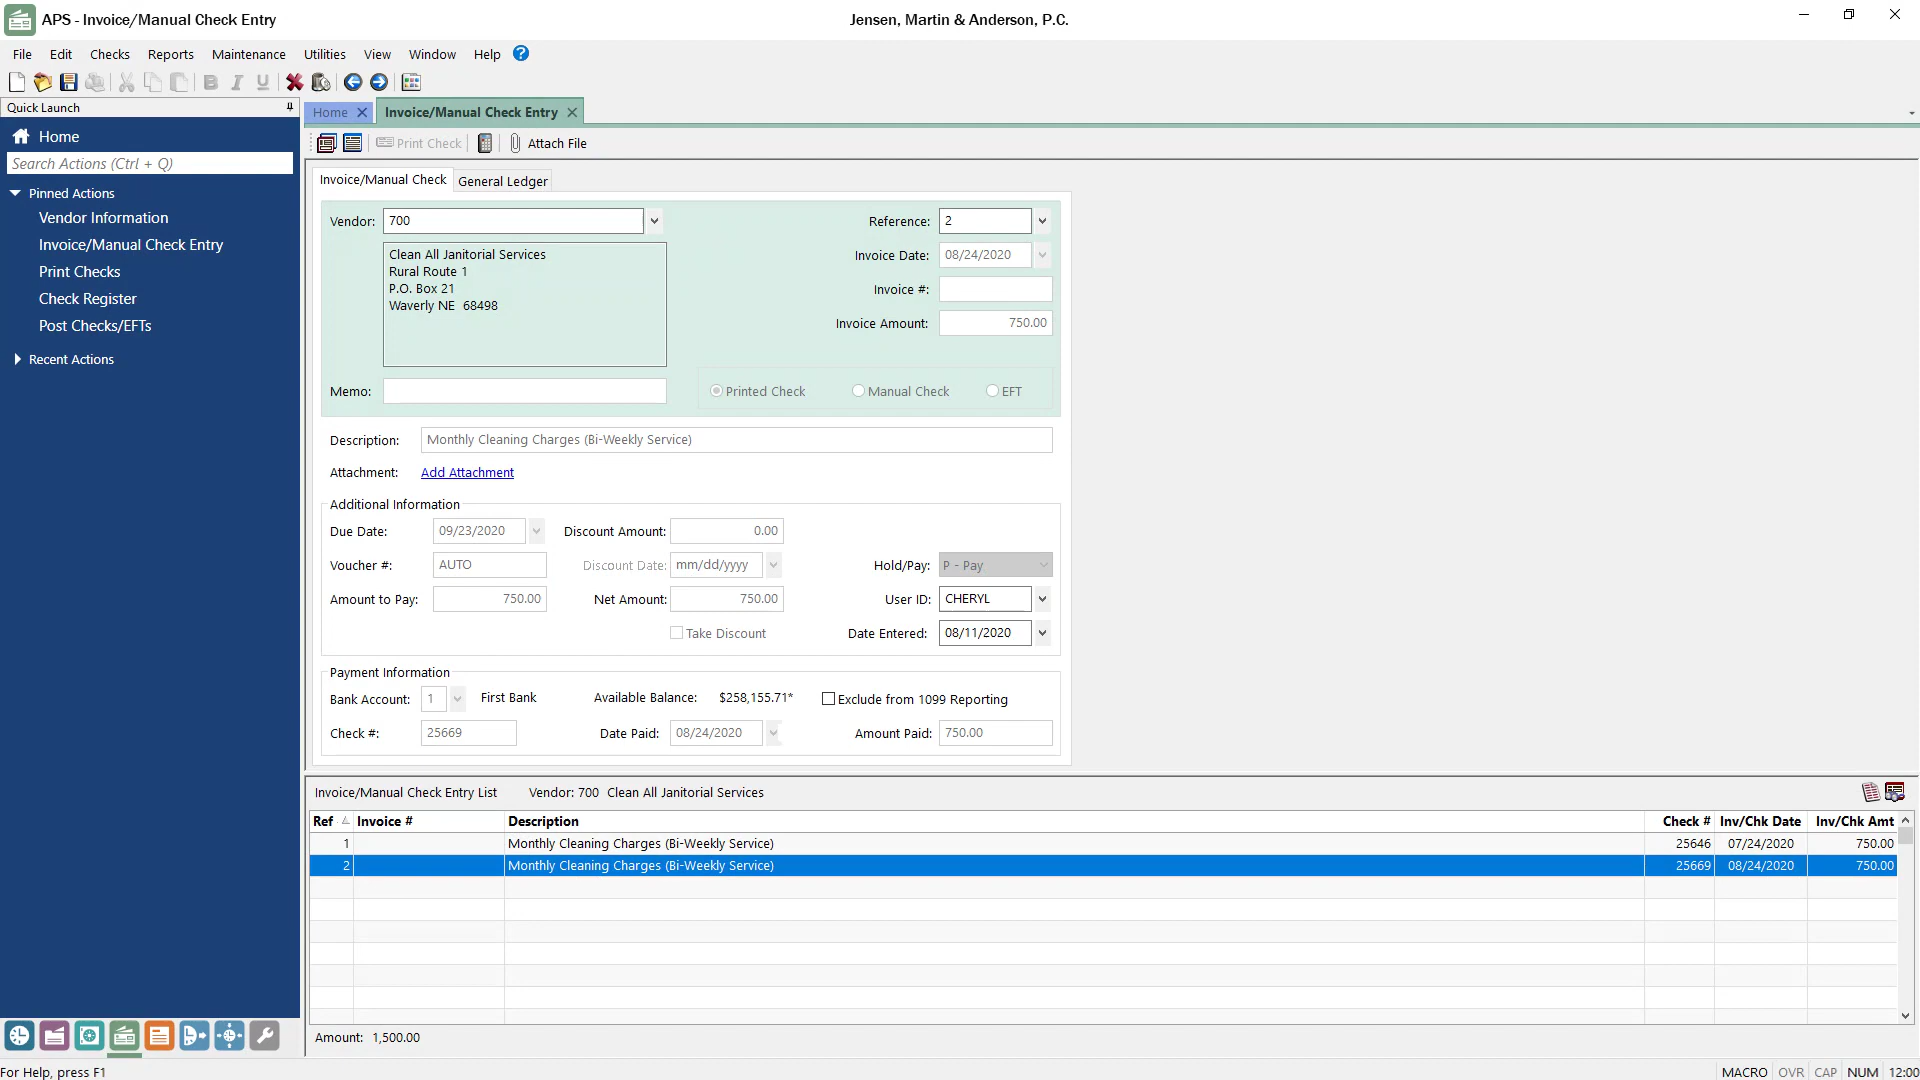 APS - Invoice/Manual Check Entry
Jensen, Martin & Anderson, P.C.
File Edit Checks Reports Maintenance Utilities View Window Help ?
B I U
Quick Launch
Home
Search Actions (Ctrl + Q)
Pinned Actions
Vendor Information
Invoice/Manual Check Entry
Print Checks
Check Register
Post Checks/EFTs
Recent Actions
Home Invoice/Manual Check Entry
Print Check Attach File
Invoice/Manual Check General Ledger
Vendor: 700 Reference: 2
Clean All Janitorial Services
Rural Route 1
P.O. Box 21
Waverly NE 68498
Invoice Date: 08/24/2020
Invoice #:
Invoice Amount: 750.00
Memo: Printed Check Manual Check EFT
Description: Monthly Cleaning Charges (Bi-Weekly Service)
Attachment: Add Attachment
Additional Information
Due Date: 09/23/2020 Discount Amount: 0.00
Voucher #: AUTO Discount Date: mm/dd/yyyy Hold/Pay: P - Pay
Amount to Pay: 750.00 Net Amount: 750.00 User ID: CHERYL
Take Discount Date Entered: 08/11/2020
Payment Information
Bank Account: 1 First Bank Available Balance: $258,155.71* Exclude from 1099 Reporting
Check #: 25669 Date Paid: 08/24/2020 Amount Paid: 750.00
Invoice/Manual Check Entry List Vendor: 700 Clean All Janitorial Services
Ref Invoice # Description Check # Inv/Chk Date Inv/Chk Amt
1 Monthly Cleaning Charges (Bi-Weekly Service) 25646 07/24/2020 750.00
2 Monthly Cleaning Charges (Bi-Weekly Service) 25669 08/24/2020 750.00
Amount: 1,500.00
For Help, press F1
MACRO OVR CAP NUM 12:00